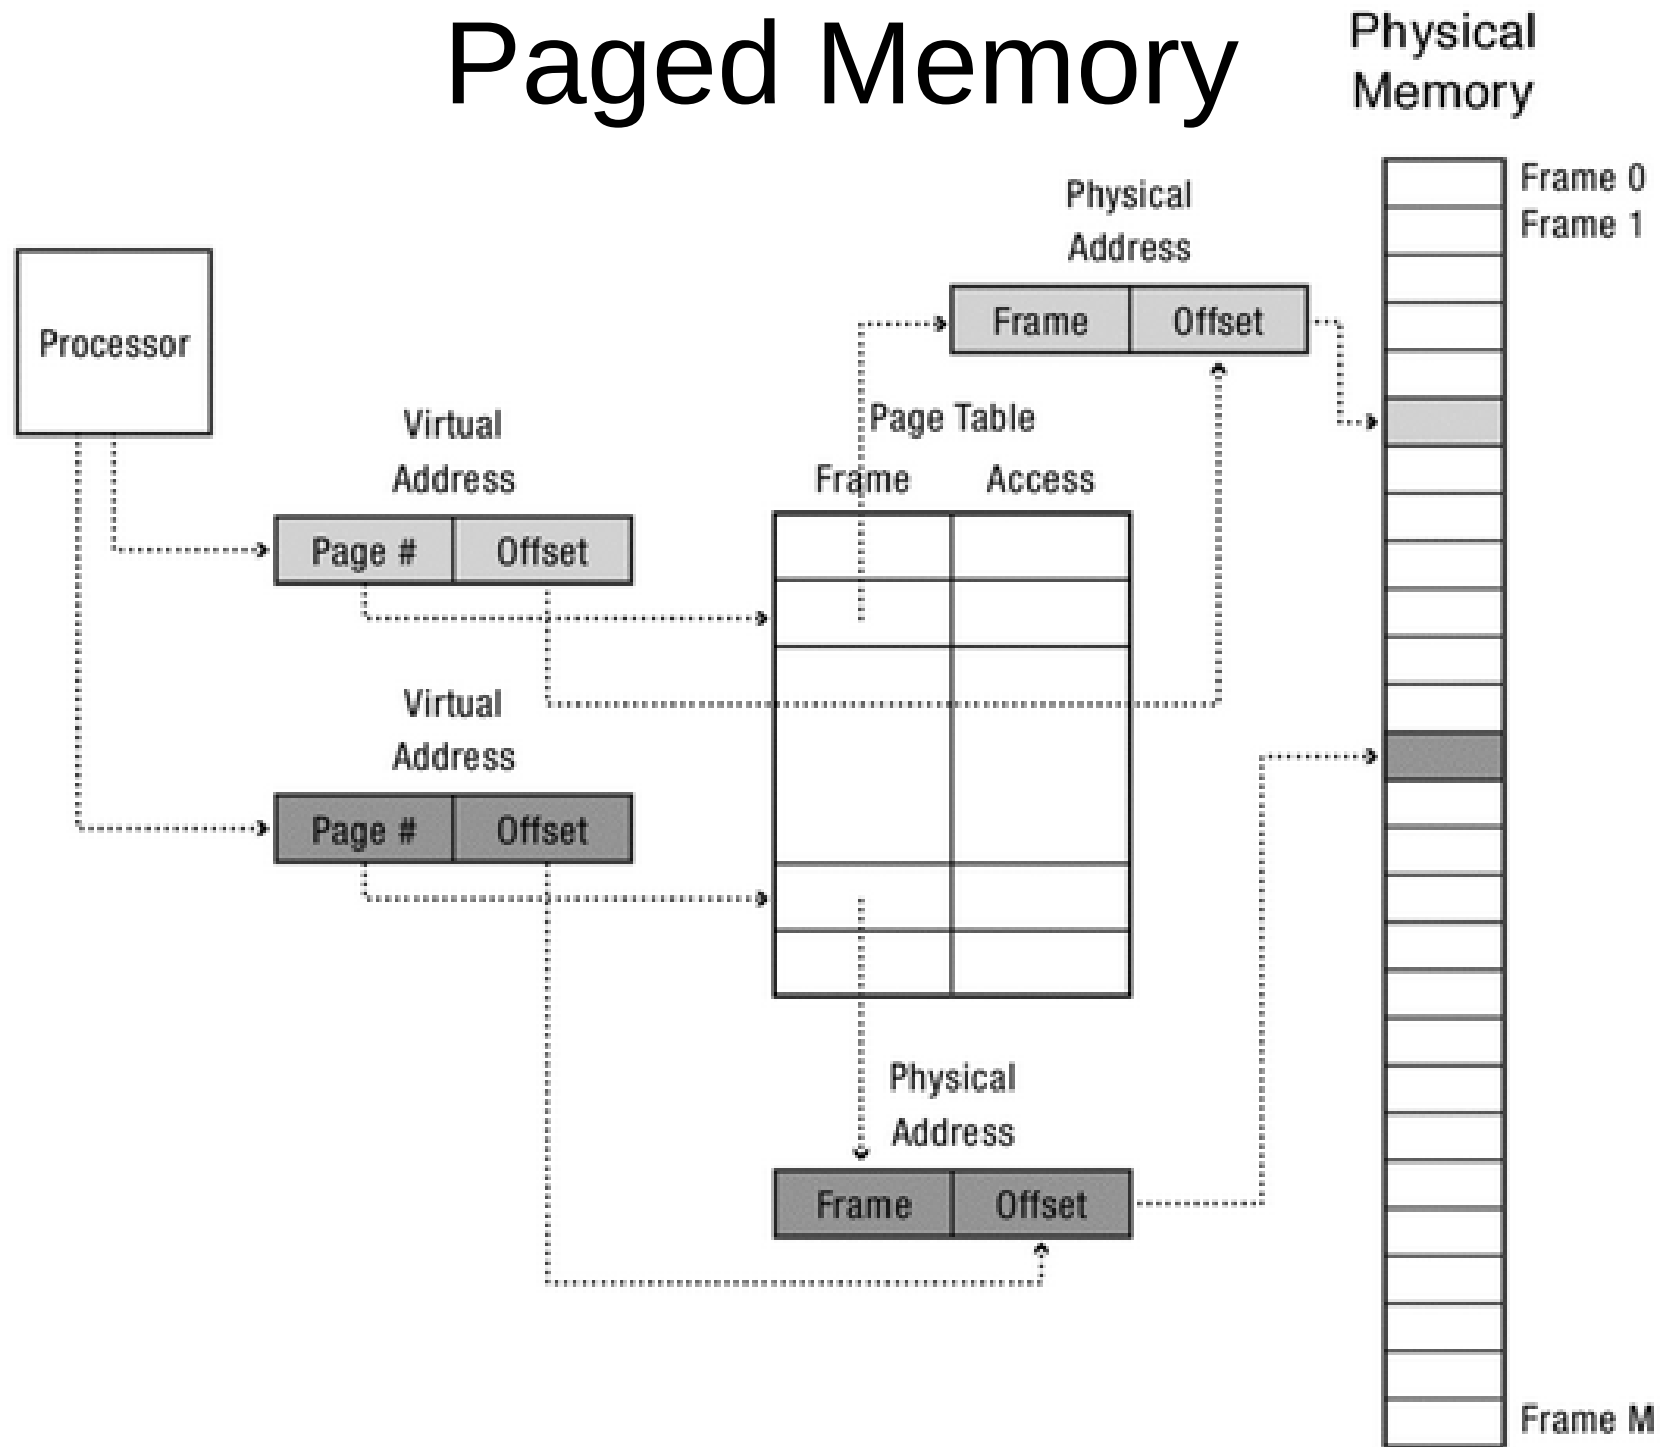 Paged Memory
Physical
Memory
Frame 0
Frame 1
Physical
Address
Frame Offset
Processor
Page Table
Frame Access
Virtual
Address
Page # Offset
Virtual
Address
Page # Offset
Physical
Address
Frame Offset
Frame M